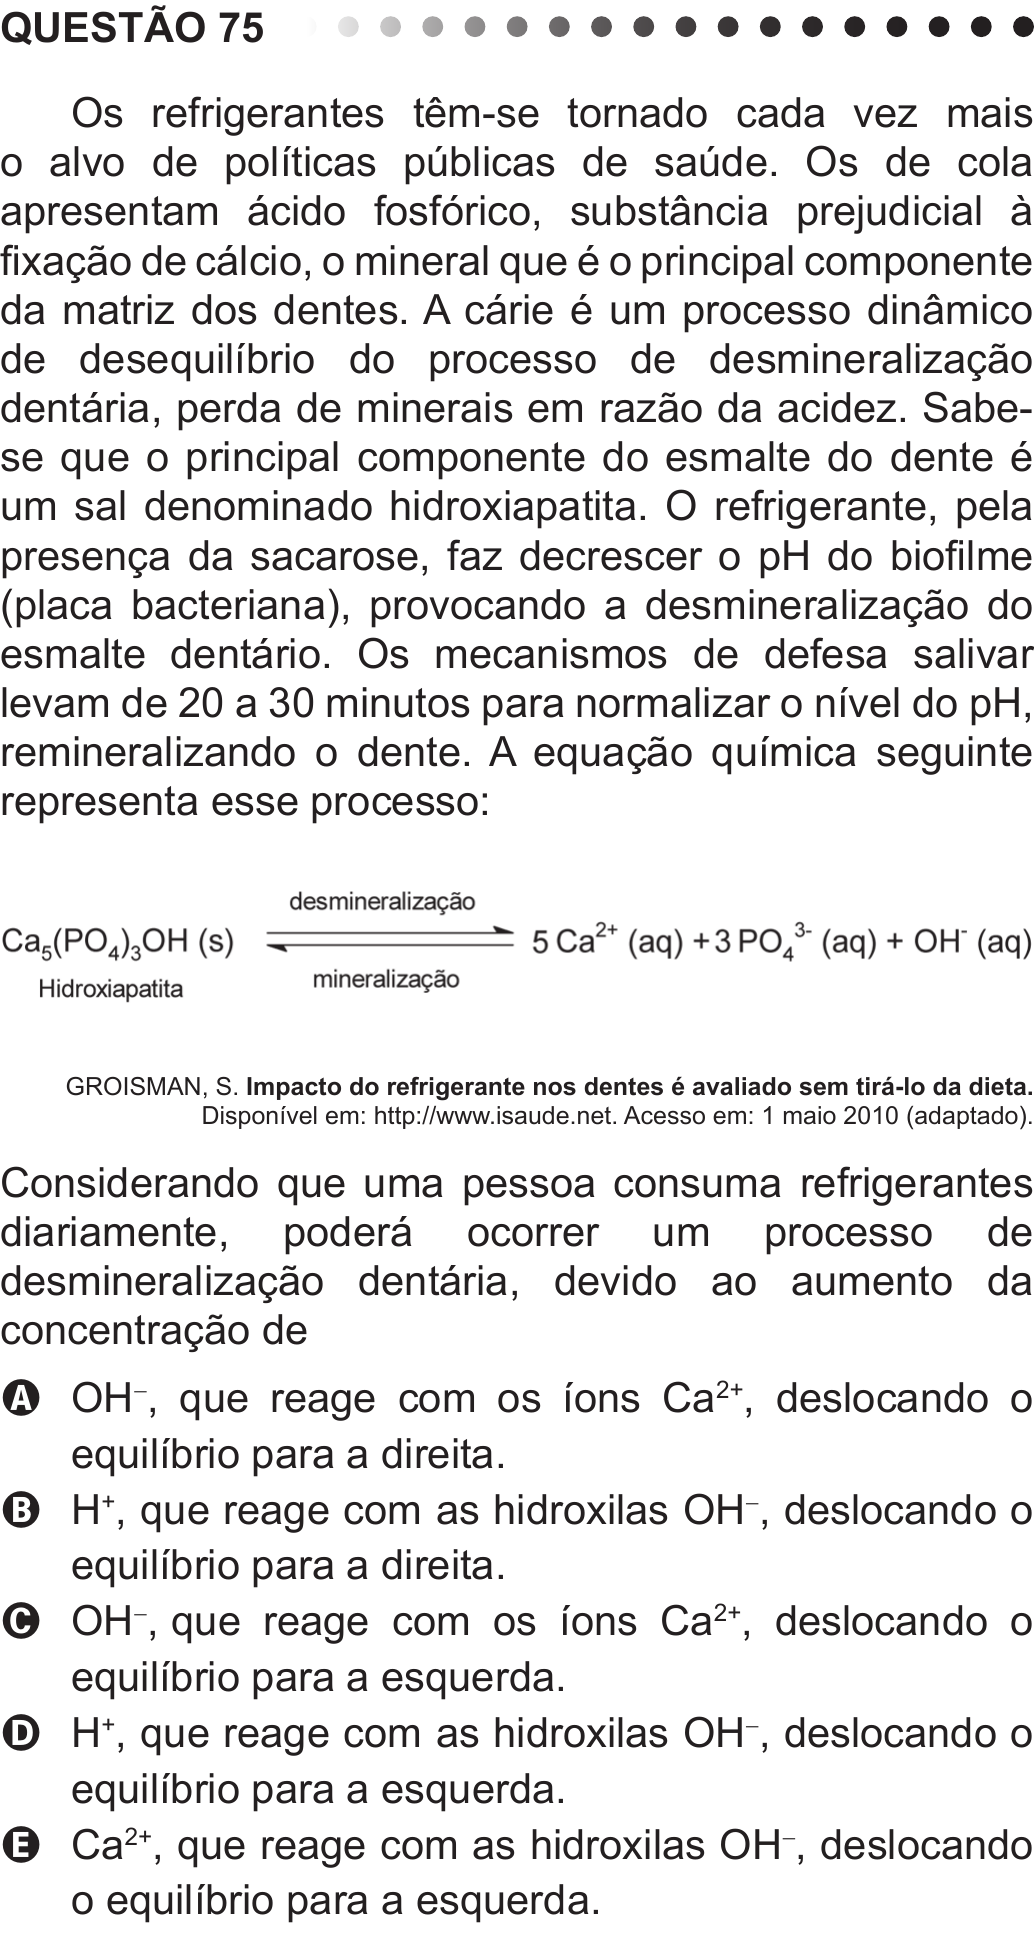 QUESTÃO 75
Os refrigerantes têm-se tornado cada vez mais
o alvo de políticas públicas de saúde. Os de cola
apresentam ácido fosfórico, substância prejudicial à
fixação de cálcio, o mineral que é o principal componente
da matriz dos dentes. A cárie é um processo dinâmico
de desequilíbrio do processo de desmineralização
dentária, perda de minerais em razão da acidez. Sabe-
se que o principal componente do esmalte do dente é
um sal denominado hidroxiapatita. O refrigerante, pela
presença da sacarose, faz decrescer o pH do biofilme
(placa bacteriana), provocando a desmineralização do
esmalte dentário. Os mecanismos de defesa salivar
levam de 20 a 30 minutos para normalizar o nível do pH,
remineralizando o dente. A equação química seguinte
representa esse processo:
desmineralização
Ca₅(PO₄)₃OH (s) ⇌ 5 Ca²⁺ (aq) + 3 PO₄³⁻ (aq) + OH⁻ (aq)
Hidroxiapatita mineralização
GROISMAN, S. Impacto do refrigerante nos dentes é avaliado sem tirá-lo da dieta.
Disponível em: http://www.isaude.net. Acesso em: 1 maio 2010 (adaptado).
Considerando que uma pessoa consuma refrigerantes
diariamente, poderá ocorrer um processo de
desmineralização dentária, devido ao aumento da
concentração de
A OH⁻, que reage com os íons Ca²⁺, deslocando o
equilíbrio para a direita.
B H⁺, que reage com as hidroxilas OH⁻, deslocando o
equilíbrio para a direita.
C OH⁻, que reage com os íons Ca²⁺, deslocando o
equilíbrio para a esquerda.
D H⁺, que reage com as hidroxilas OH⁻, deslocando o
equilíbrio para a esquerda.
E Ca²⁺, que reage com as hidroxilas OH⁻, deslocando
o equilíbrio para a esquerda.